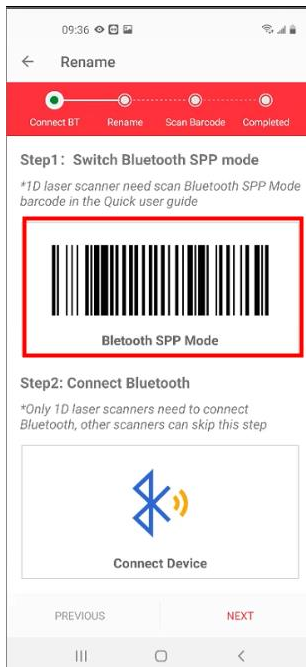 09:36
Rename
Connect BT Rename Scan Barcode Completed
Step1: Switch Bluetooth SPP mode
*1D laser scanner need scan Bluetooth SPP Mode
barcode in the Quick user guide
Bletooth SPP Mode
Step2: Connect Bluetooth
*Only 1D laser scanners need to connect
Bluetooth, other scanners can skip this step
Connect Device
PREVIOUS NEXT